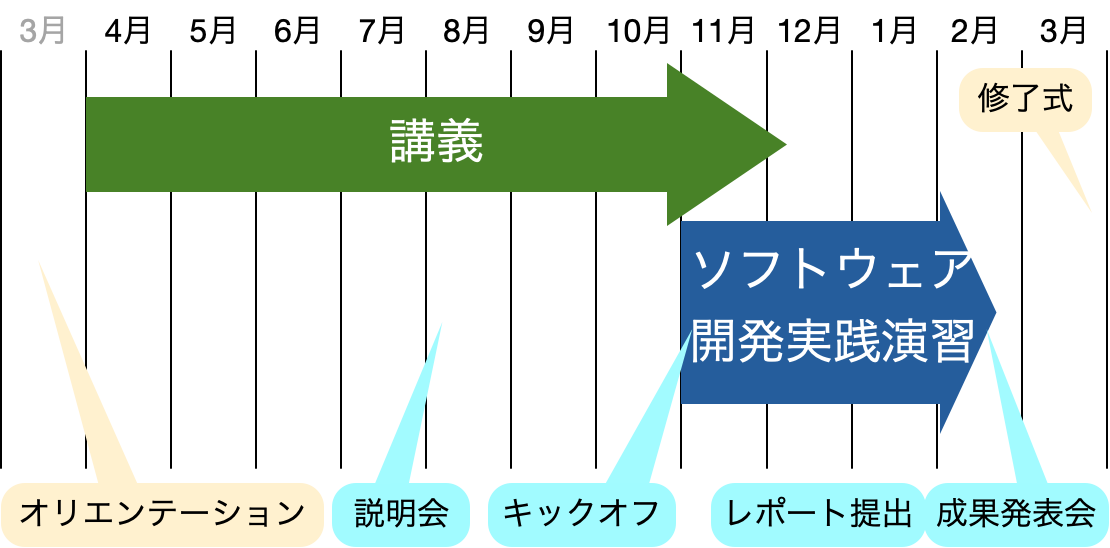 3月 4月 5月 6月 7月 8月 9月 10月 11月 12月 1月 2月 3月
修了式
講義
ソフトウェア
開発実践演習
オリエンテーション 説明会 キックオフ レポート提出 成果発表会